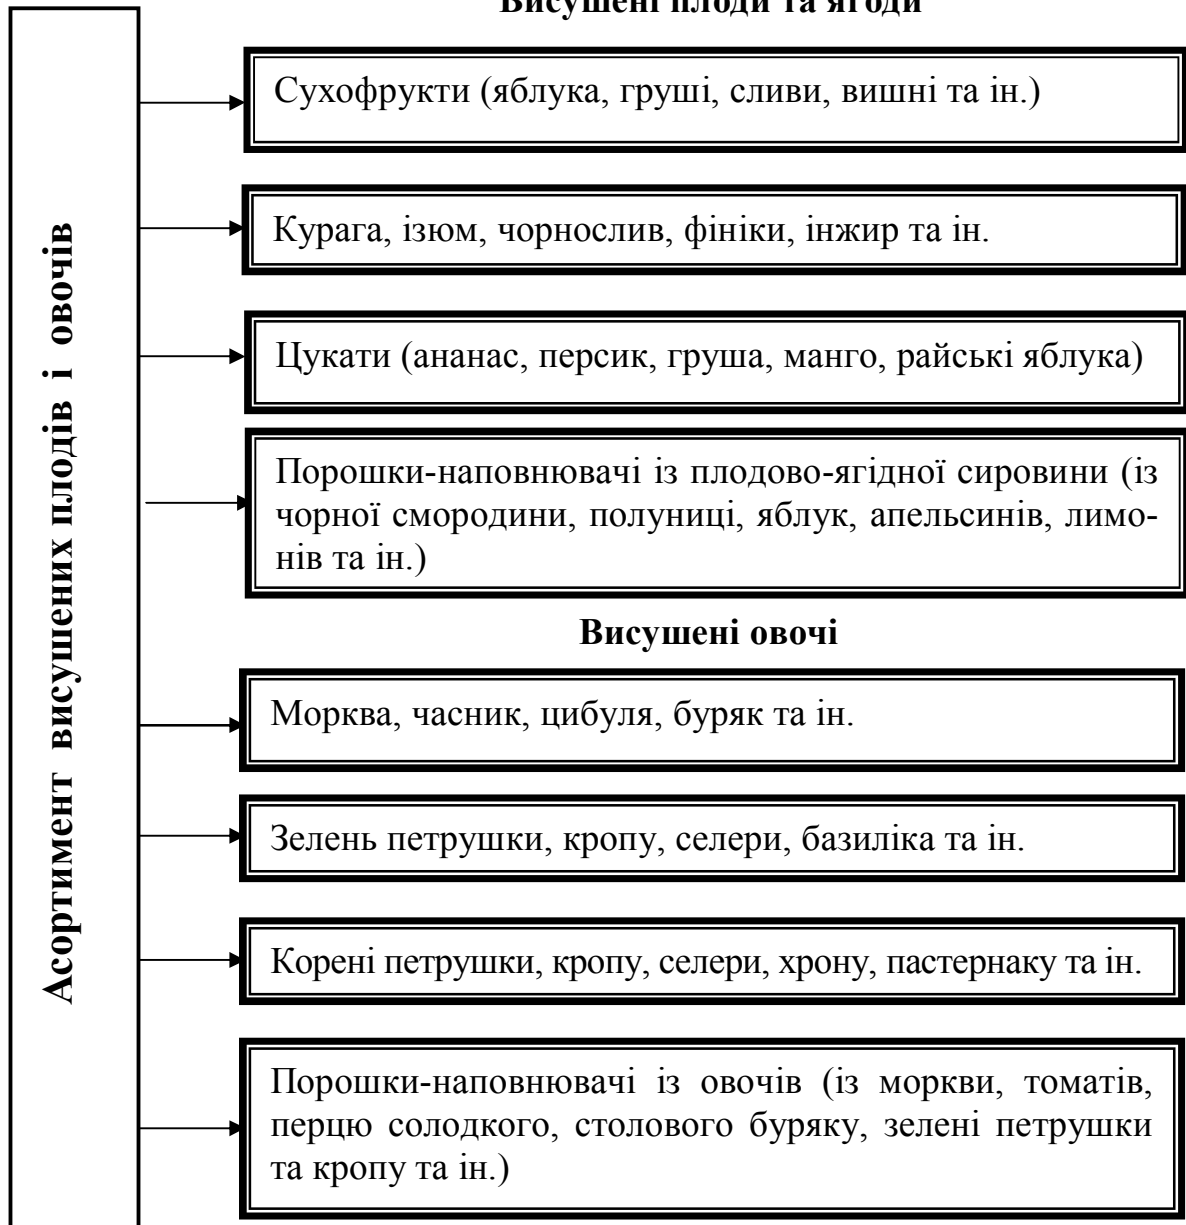 Висушені плоди та ягоди
Сухофрукти (яблука, груші, сливи, вишні та ін.)
Курага, ізюм, чорнослив, фініки, інжир та ін.
Цукати (ананас, персик, груша, манго, райські яблука)
Порошки-наповнювачі із плодово-ягідної сировини (із
чорної смородини, полуниці, яблук, апельсинів, лимо-
нів та ін.)
Висушені овочі
Морква, часник, цибуля, буряк та ін.
Зелень петрушки, кропу, селери, базиліка та ін.
Корені петрушки, кропу, селери, хрону, пастернаку та ін.
Порошки-наповнювачі із овочів (із моркви, томатів,
перцю солодкого, столового буряку, зелені петрушки
та кропу та ін.)
Асортимент висушених плодів і овочів